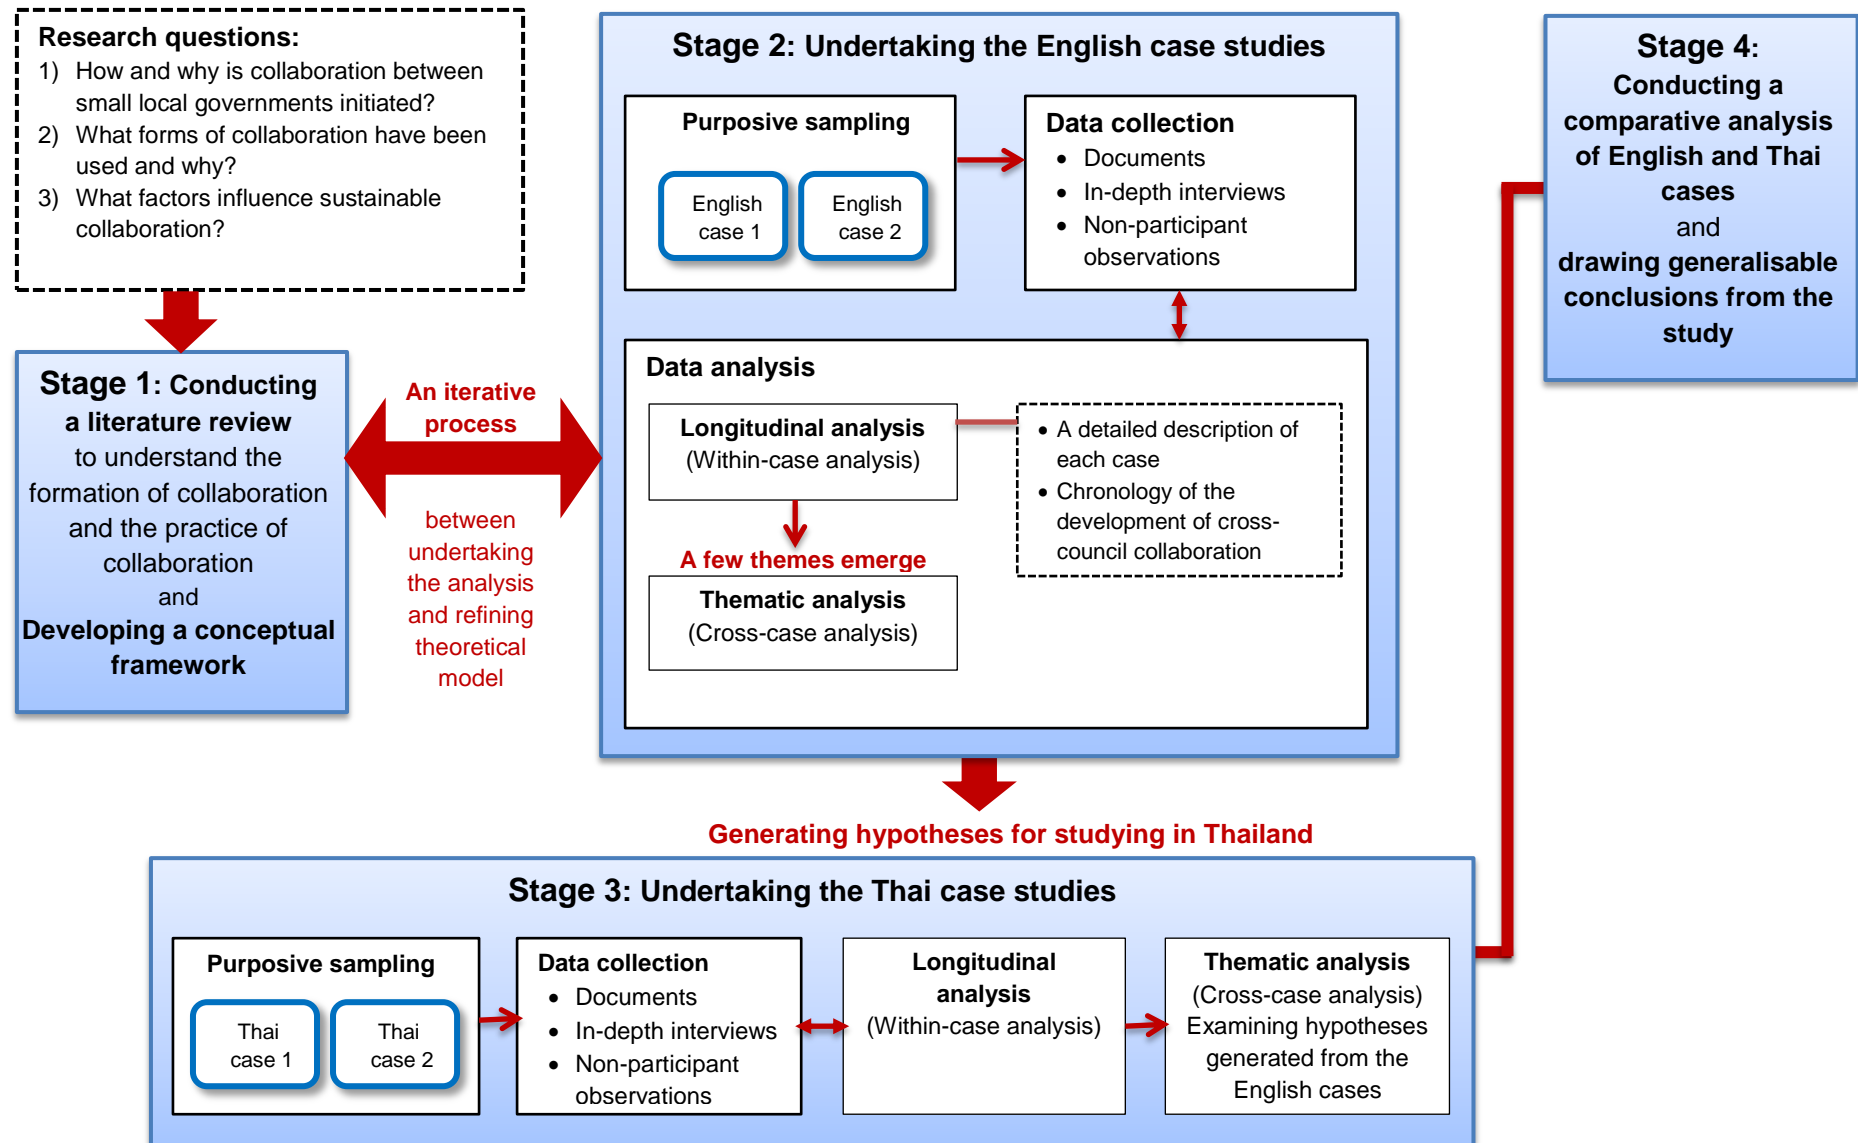 Research questions:
1) How and why is collaboration between
small local governments initiated?
2) What forms of collaboration have been
used and why?
3) What factors influence sustainable
collaboration?
Stage 1: Conducting
a literature review
to understand the
formation of collaboration
and the practice of
collaboration
and
Developing a conceptual
framework
An iterative
process
between
undertaking
the analysis
and refining
theoretical
model
Stage 2: Undertaking the English case studies
Purposive sampling
English
case 1
English
case 2
Data collection
• Documents
• In-depth interviews
• Non-participant
observations
Data analysis
Longitudinal analysis
(Within-case analysis)
• A detailed description of
each case
• Chronology of the
development of cross-
council collaboration
A few themes emerge
Thematic analysis
(Cross-case analysis)
Generating hypotheses for studying in Thailand
Stage 3: Undertaking the Thai case studies
Purposive sampling
Thai
case 1
Thai
case 2
Data collection
• Documents
• In-depth interviews
• Non-participant
observations
Longitudinal
analysis
(Within-case analysis)
Thematic analysis
(Cross-case analysis)
Examining hypotheses
generated from the
English cases
Stage 4:
Conducting a
comparative analysis
of English and Thai
cases
and
drawing generalisable
conclusions from the
study